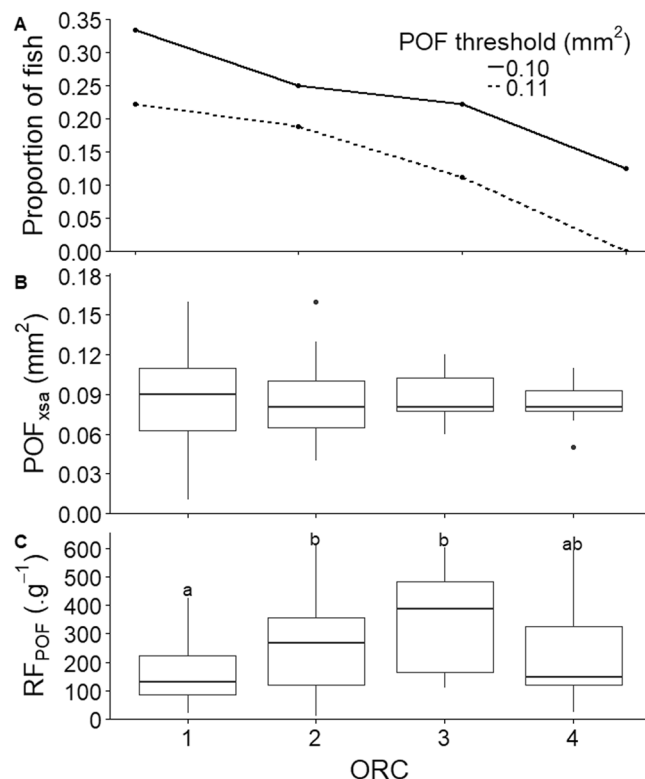 A
Proportion of fish
0.35
0.30
0.25
0.20
0.15
0.10
0.05
0.00
POF threshold (mm²)
0.10
0.11
B
POFxsa (mm²)
0.18
0.15
0.12
0.09
0.06
0.03
0.00
C
RFPOF (.g⁻¹)
600
500
400
300
200
100
0
a
b
b
ab
1 2 3 4
ORC